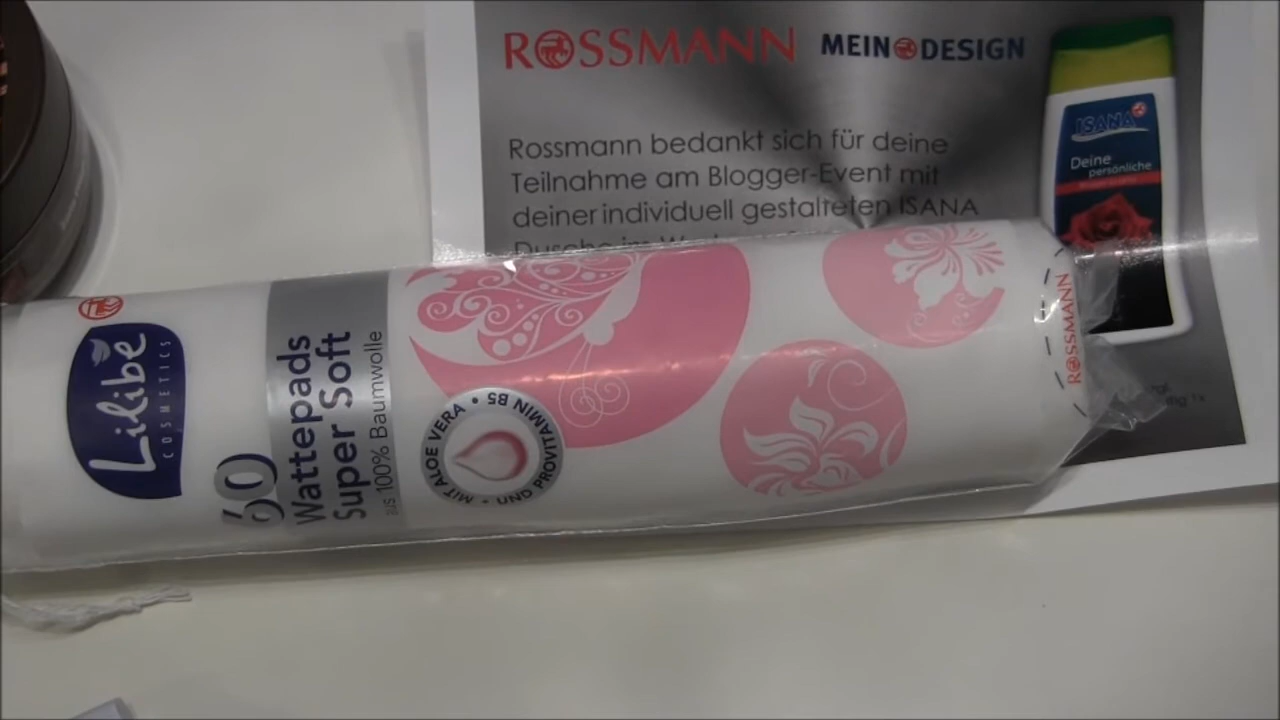 ROSSMANN MEIN DESIGN
Rossmann bedankt sich für deine
Teilnahme am Blogger-Event mit
deiner individuell gestalteten ISANA
ISANA
Deine
persönliche
Lilibè
COSMETICS
60
Wattepads
Super Soft
aus 100% Baumwolle
MIT ALOE VERA • UND PROVITAMIN B5 •
ROSSMANN